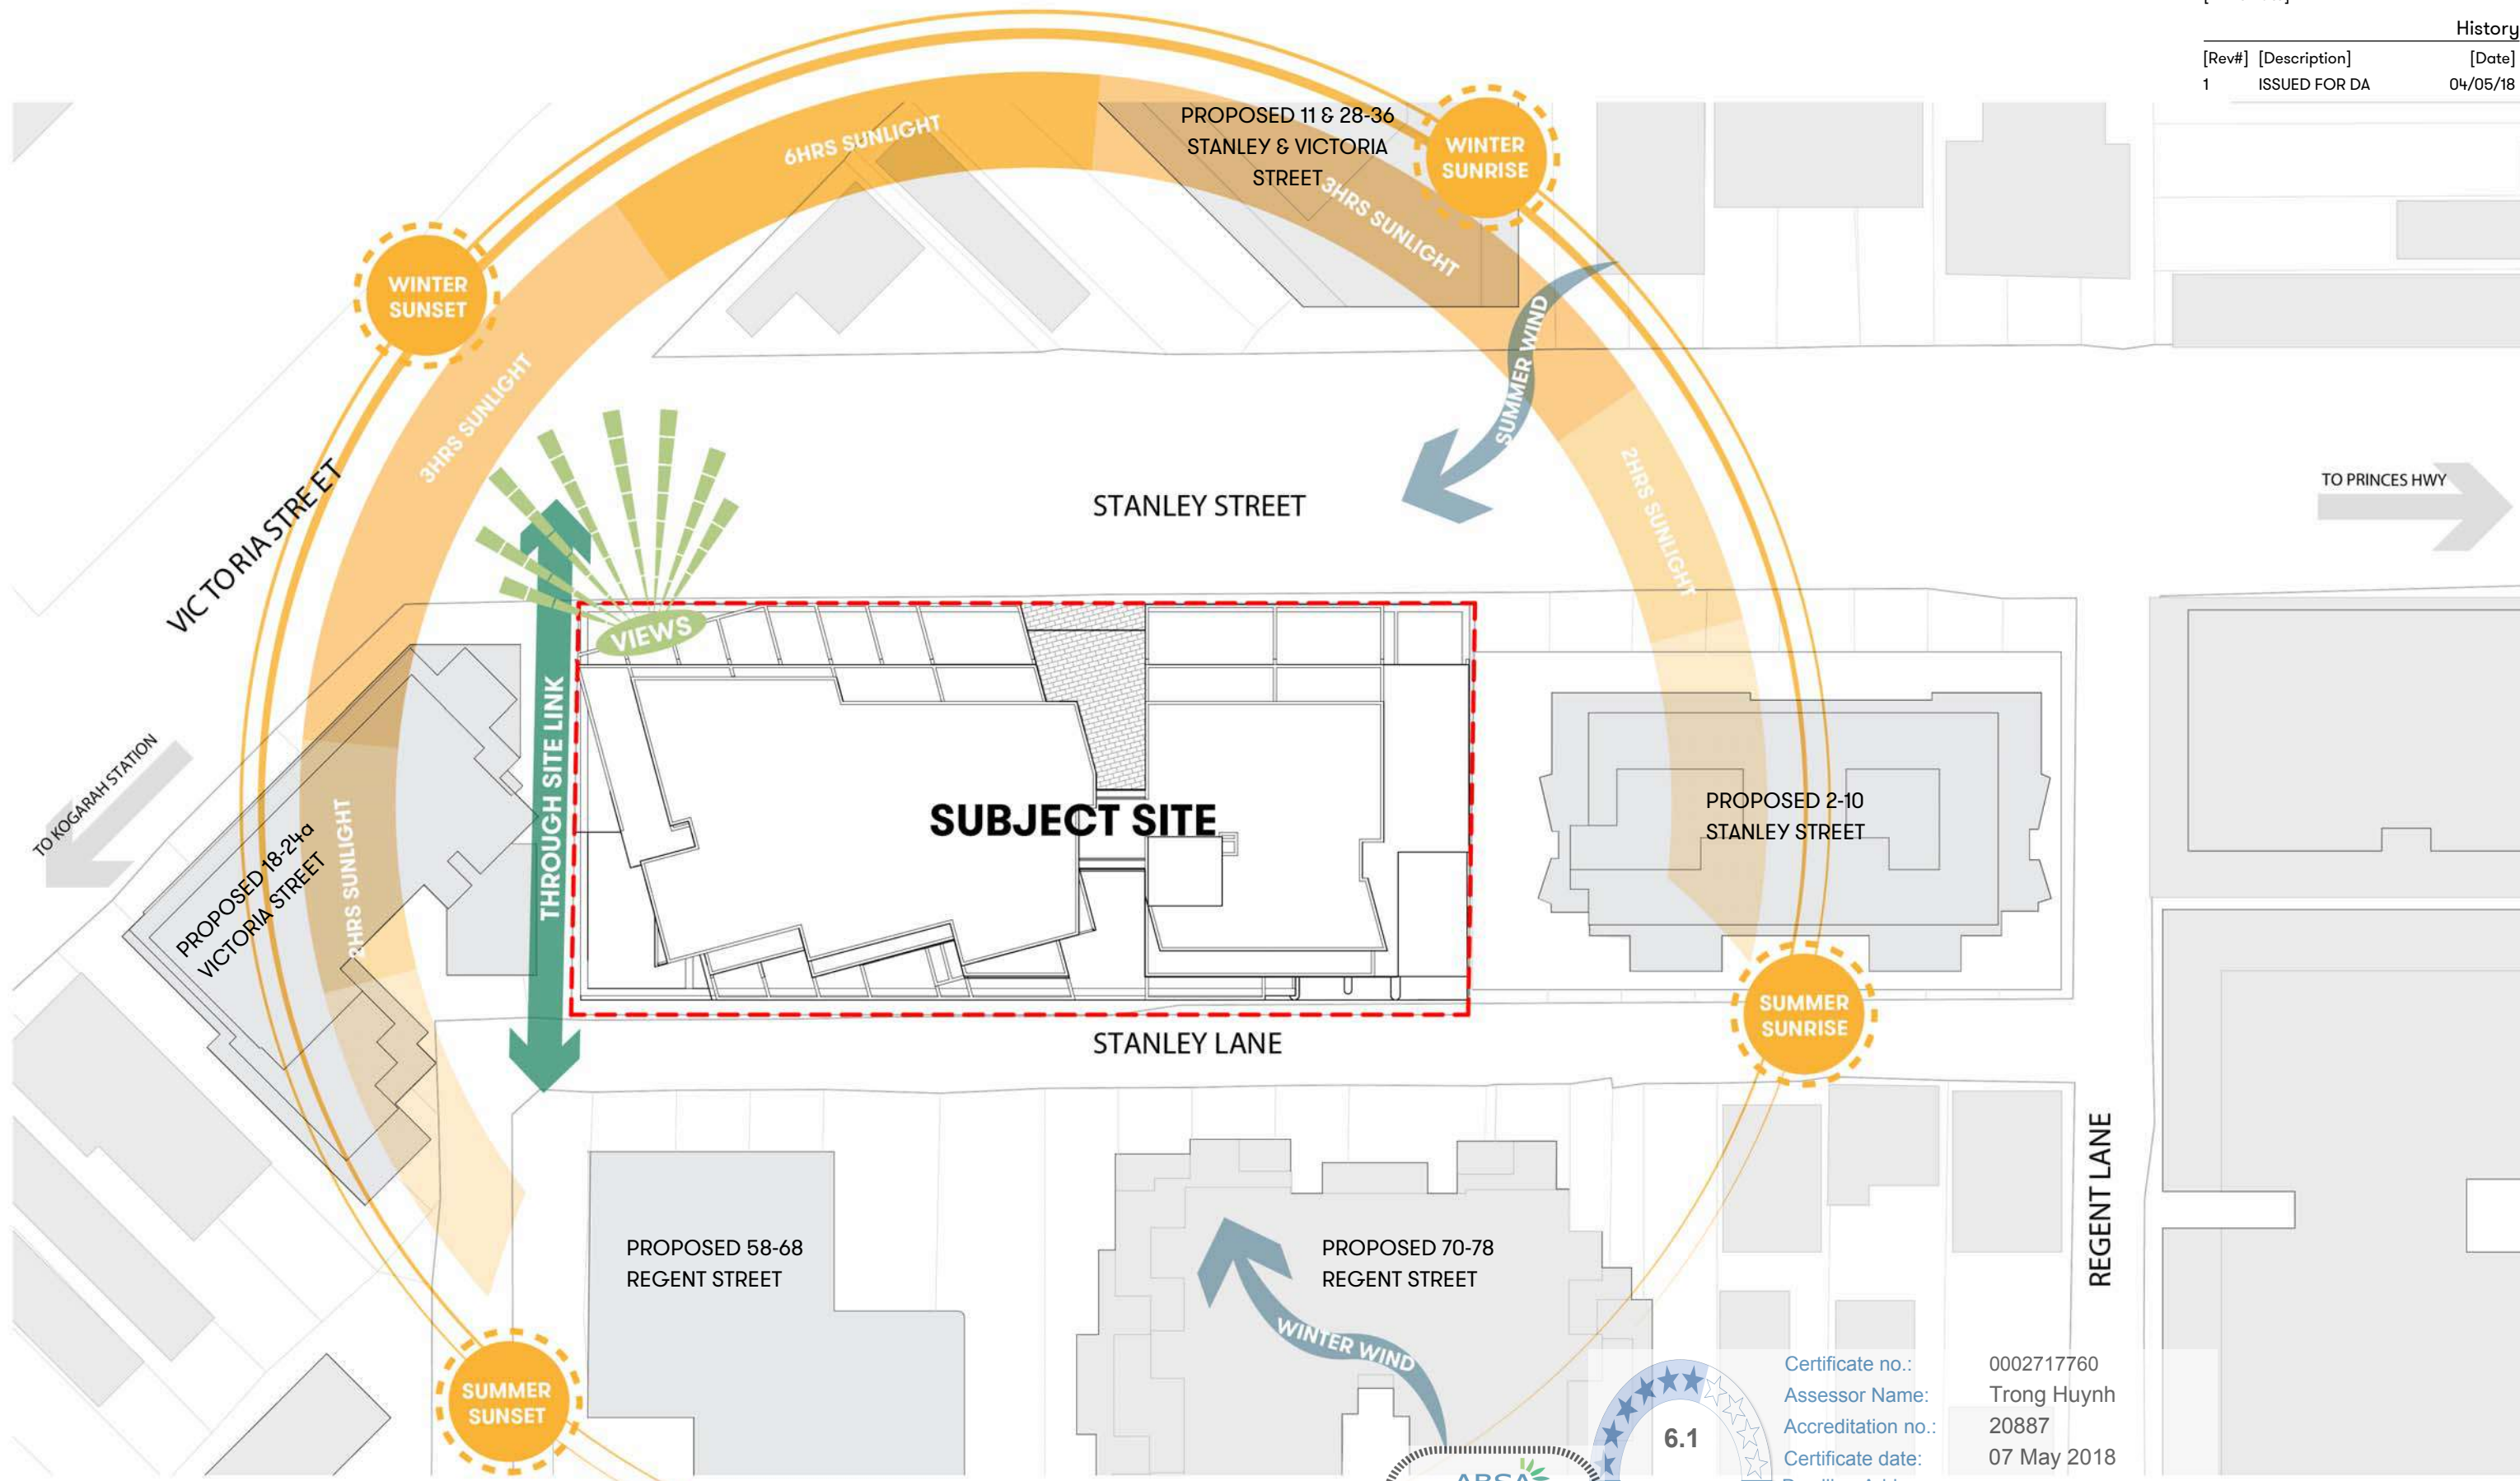 History
[Rev#] [Description] [Date]
1 ISSUED FOR DA 04/05/18
PROPOSED 11 & 28-36
STANLEY & VICTORIA
STREET
6HRS SUNLIGHT
3HRS SUNLIGHT
WINTER
SUNRISE
WINTER
SUNSET
3HRS SUNLIGHT
SUMMER WIND
2HRS SUNLIGHT
VICTORIA STREET
STANLEY STREET
TO PRINCES HWY
VIEWS
THROUGH SITE LINK
SUBJECT SITE
PROPOSED 2-10
STANLEY STREET
TO KOGARAH STATION
PROPOSED 18-24a
VICTORIA STREET
2HRS SUNLIGHT
SUMMER
SUNRISE
STANLEY LANE
REGENT LANE
PROPOSED 58-68
REGENT STREET
PROPOSED 70-78
REGENT STREET
WINTER WIND
SUMMER
SUNSET
6.1
Certificate no.: 0002717760
Assessor Name: Trong Huynh
Accreditation no.: 20887
Certificate date: 07 May 2018